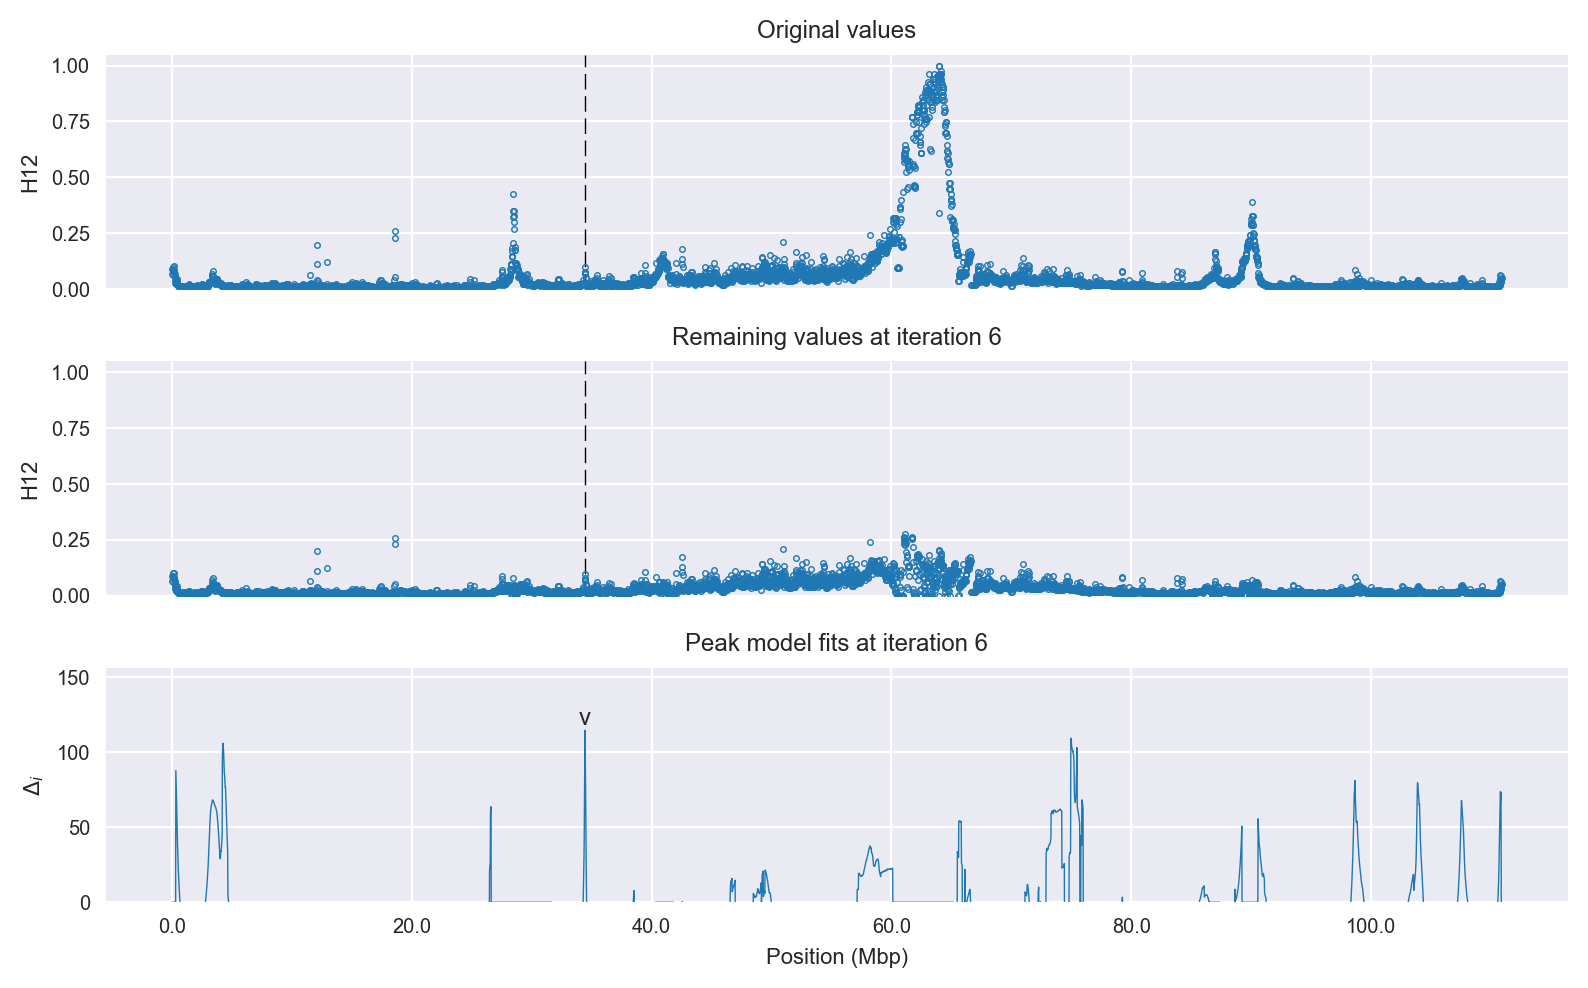 Original values
1.00
0.75
0.50
0.25
0.00
H12
Remaining values at iteration 6
1.00
0.75
0.50
0.25
0.00
H12
Peak model fits at iteration 6
150
100
50
0
Δi
v
0.0 20.0 40.0 60.0 80.0 100.0
Position (Mbp)